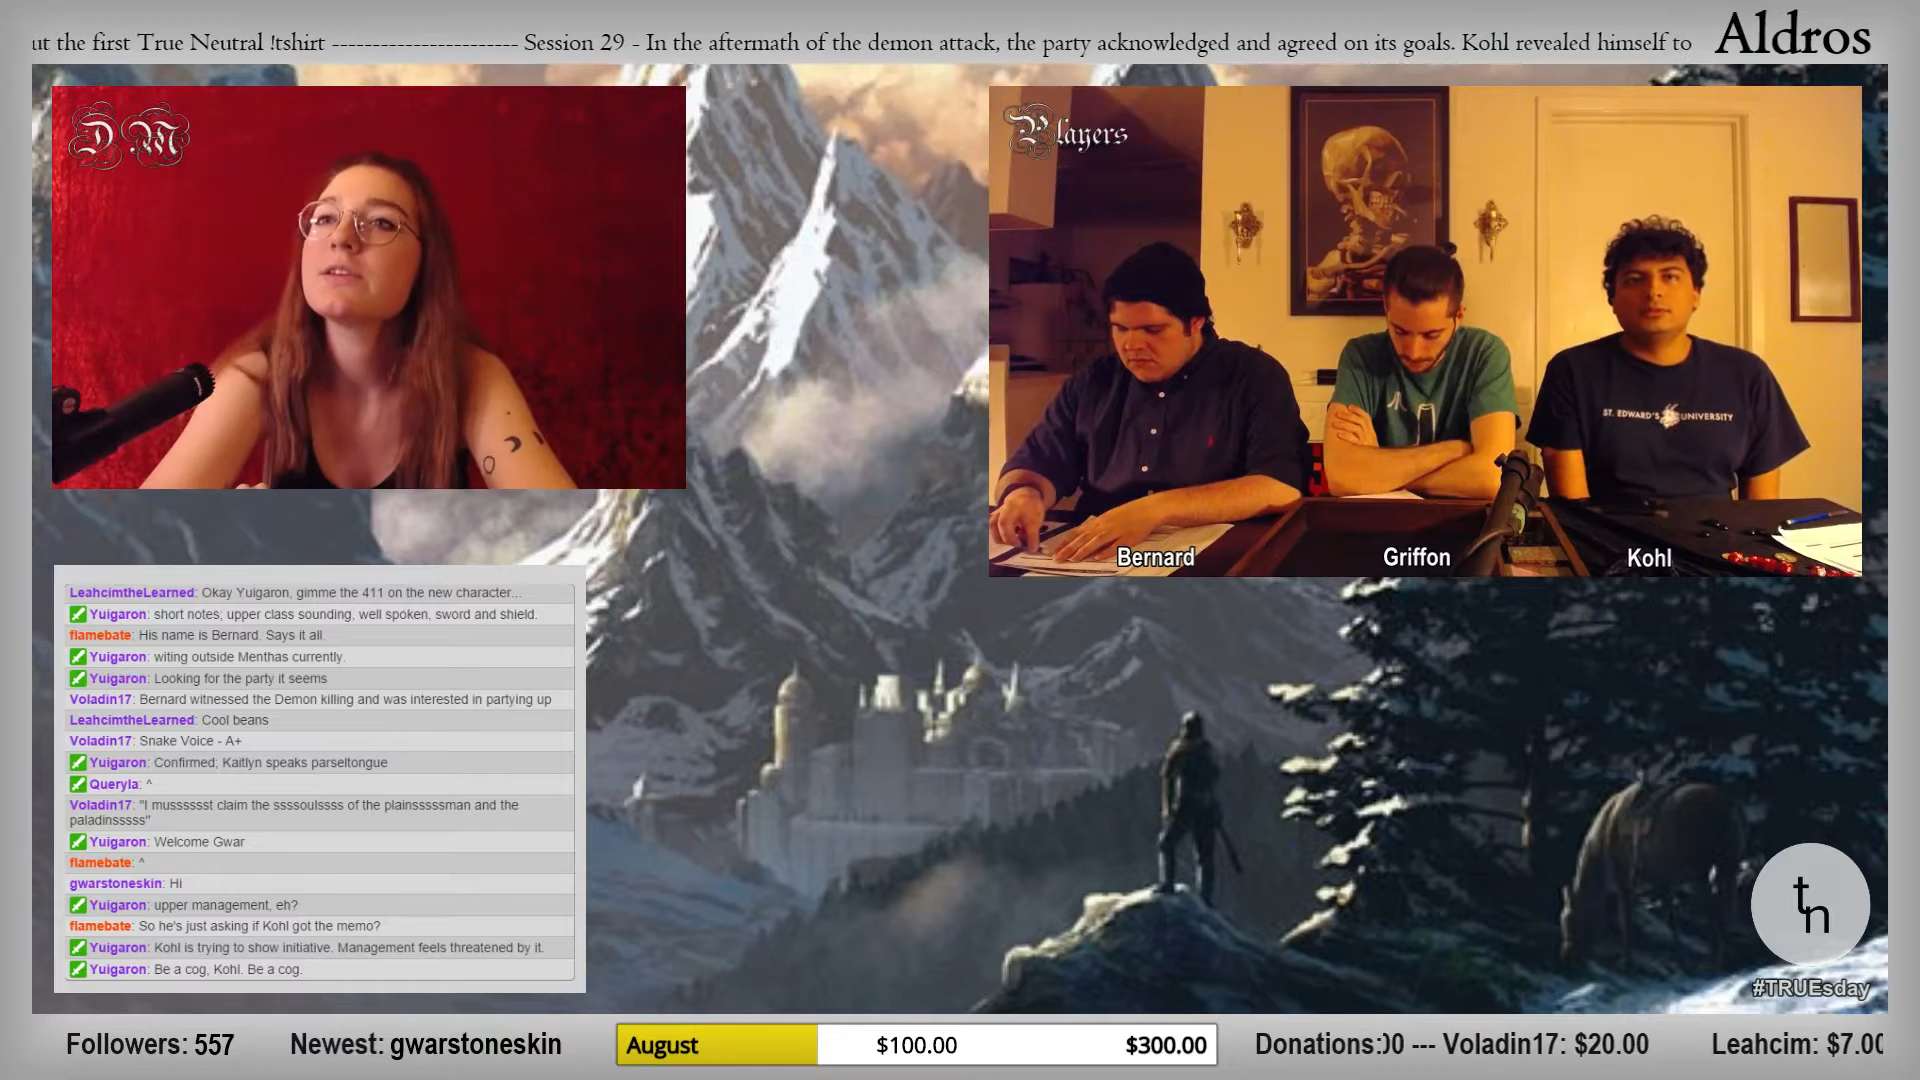 ut the first True Neutral !tshirt ----------------------- Session 29 - In the aftermath of the demon attack, the party acknowledged and agreed on its goals. Kohl revealed himself to
Aldros
DM
Players
ST. EDWARD'S UNIVERSITY
Bernard
Griffon
Kohl
LeahcimtheLearned: Okay Yuigaron, gimme the 411 on the new character...
Yuigaron: short notes; upper class sounding, well spoken, sword and shield.
flamebate: His name is Bernard. Says it all.
Yuigaron: witing outside Menthas currently.
Yuigaron: Looking for the party it seems
Voladin17: Bernard witnessed the Demon killing and was interested in partying up
LeahcimtheLearned: Cool beans
Voladin17: Snake Voice - A+
Yuigaron: Confirmed; Kaitlyn speaks parseltongue
Queryla: ^
Voladin17: "I mussssssst claim the ssssoulssss of the plainsssssman and the
paladinsssss"
Yuigaron: Welcome Gwar
flamebate: ^
gwarstoneskin: Hi
Yuigaron: upper management, eh?
flamebate: So he's just asking if Kohl got the memo?
Yuigaron: Kohl is trying to show initiative. Management feels threatened by it.
Yuigaron: Be a cog, Kohl. Be a cog.
tn
#TRUEsday
Followers: 557
Newest: gwarstoneskin
August
$100.00
$300.00
Donations:00 --- Voladin17: $20.00
Leahcim: $7.00